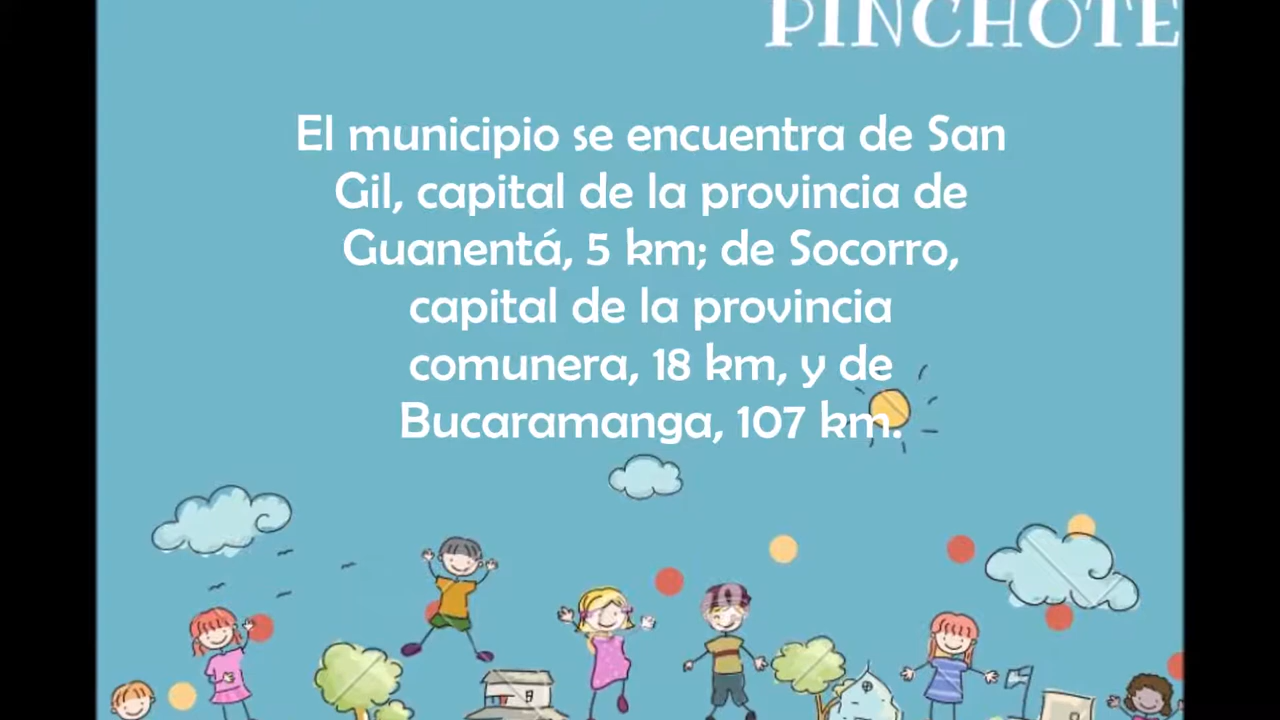 PINCHOTE
El municipio se encuentra de San
Gil, capital de la provincia de
Guanentá, 5 km; de Socorro,
capital de la provincia
comunera, 18 km, y de
Bucaramanga, 107 km.